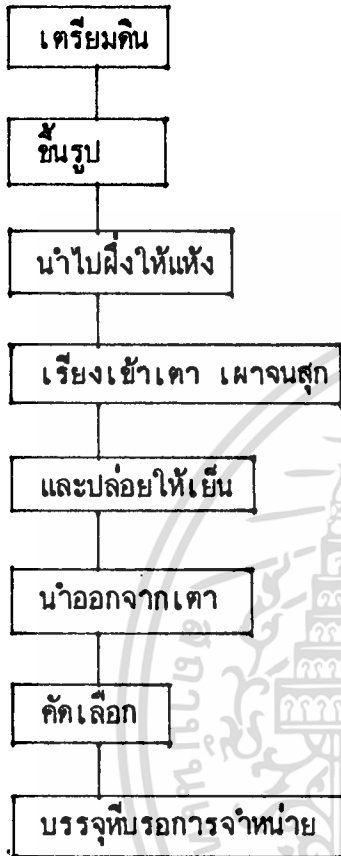 เตรียมดิน
ขึ้นรูป
นำไปผึ่งให้แห้ง
เรียงเข้าเตา เผาจนสุก
และปล่อยให้เย็น
นำออกจากเตา
คัดเลือก
บรรจุหีบรอการจำหน่าย